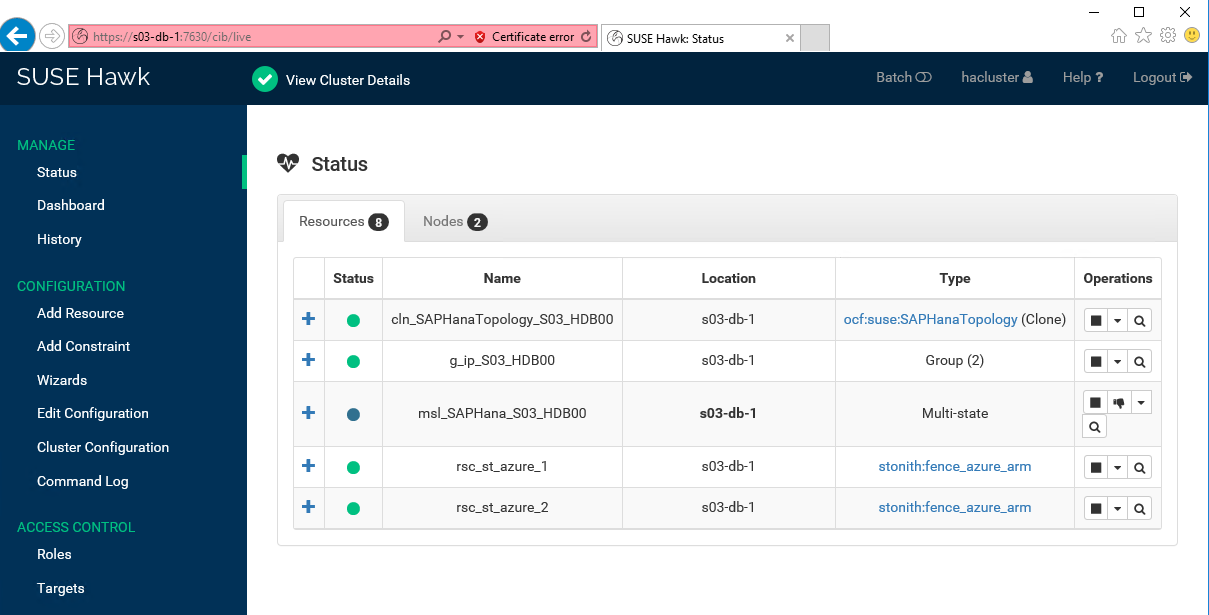 https://s03-db-1:7630/cib/live Certificate error SUSE Hawk: Status
SUSE Hawk View Cluster Details Batch hacluster Help ? Logout
MANAGE
Status
Dashboard
History
CONFIGURATION
Add Resource
Add Constraint
Wizards
Edit Configuration
Cluster Configuration
Command Log
ACCESS CONTROL
Roles
Targets
Status
Resources 8 Nodes 2
Status Name Location Type Operations
cln_SAPHanaTopology_S03_HDB00 s03-db-1 ocf:suse:SAPHanaTopology (Clone)
g_ip_S03_HDB00 s03-db-1 Group (2)
msl_SAPHana_S03_HDB00 s03-db-1 Multi-state
rsc_st_azure_1 s03-db-1 stonith:fence_azure_arm
rsc_st_azure_2 s03-db-1 stonith:fence_azure_arm